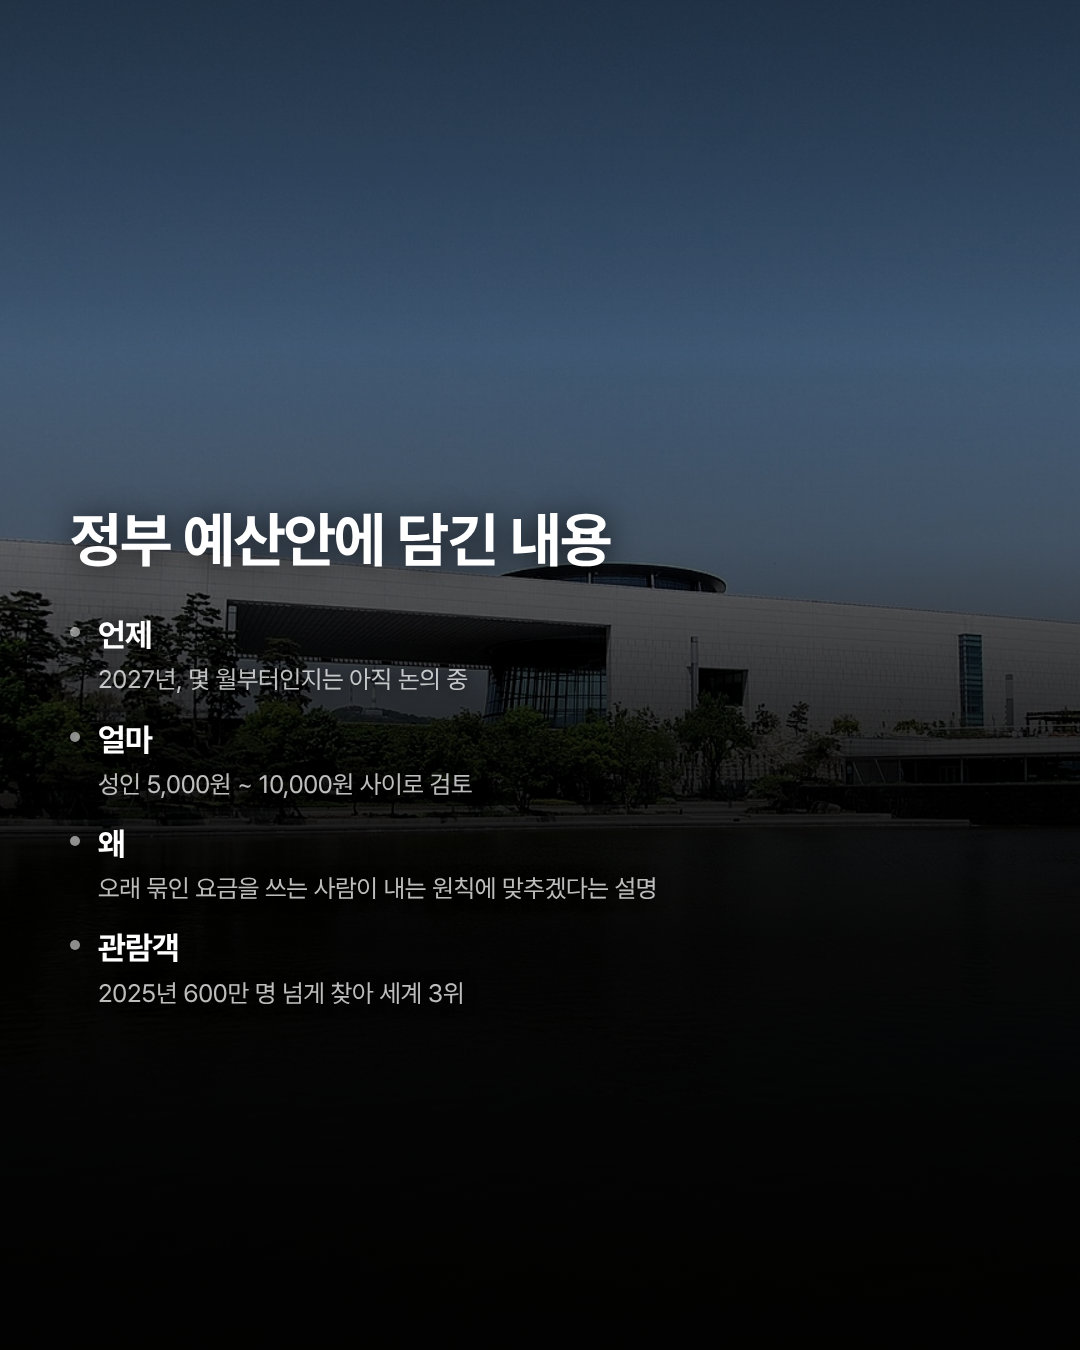 정부 예산안에 담긴 내용
언제
2027년, 몇 월부터인지는 아직 논의 중
얼마
성인 5,000원 ~ 10,000원 사이로 검토
왜
오래 묶인 요금을 쓰는 사람이 내는 원칙에 맞추겠다는 설명
관람객
2025년 600만 명 넘게 찾아 세계 3위